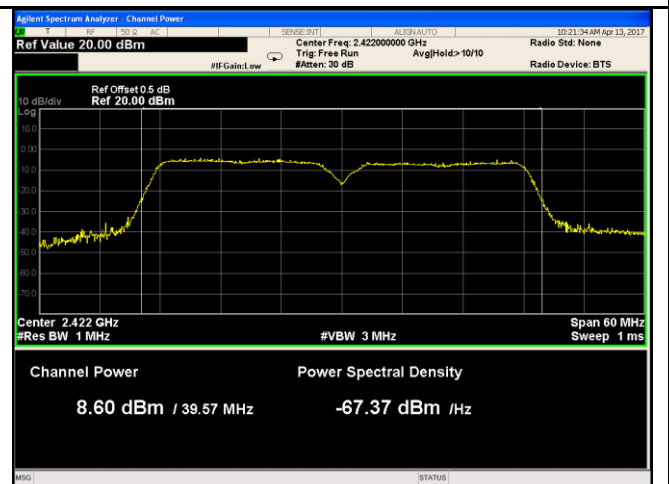 Agilent Spectrum Analyzer - Channel Power
T RF 50 Ω AC SENSE:INT ALIGN AUTO 10:21:34 AM Apr 13, 2017
Ref Value 20.00 dBm Center Freq: 2.422000000 GHz Radio Std: None
Trig: Free Run Avg|Hold:> 10/10
#IFGain:Low #Atten: 30 dB Radio Device: BTS
Ref Offset 0.5 dB
10 dB/div Ref 20.00 dBm
Log
10.0
0.00
-10.0
-20.0
-30.0
-40.0
-50.0
-60.0
-70.0
Center 2.422 GHz Span 60 MHz
#Res BW 1 MHz #VBW 3 MHz Sweep 1 ms
Channel Power Power Spectral Density
8.60 dBm / 39.57 MHz -67.37 dBm /Hz
MSG STATUS